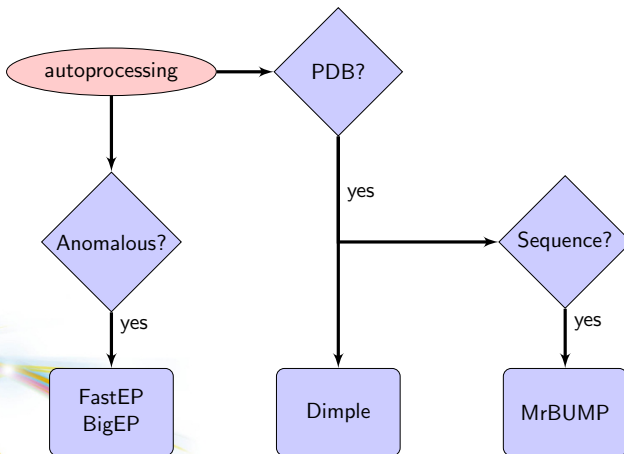 autoprocessing
PDB?
yes
Anomalous?
Sequence?
yes
yes
FastEP
BigEP
Dimple
MrBUMP